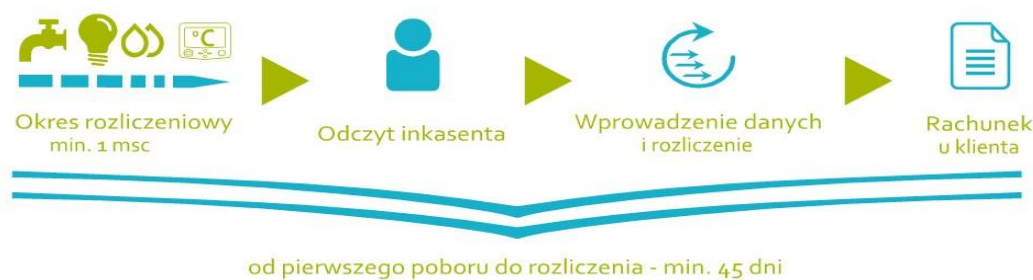 °C
Okres rozliczeniowy
min. 1 msc
Odczyt inkasenta
Wprowadzenie danych
i rozliczenie
Rachunek
u klienta
od pierwszego poboru do rozliczenia - min. 45 dni